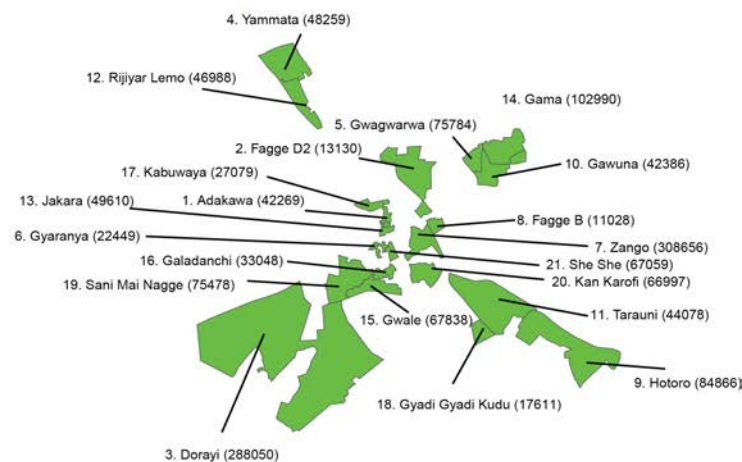 4. Yammata (48259)
12. Rijiyar Lemo (46988)
14. Gama (102990)
5. Gwagwarwa (75784)
2. Fagge D2 (13130)
10. Gawuna (42386)
17. Kabuwaya (27079)
13. Jakara (49610)
1. Adakawa (42269)
8. Fagge B (11028)
6. Gyaranya (22449)
7. Zango (308656)
16. Galadanchi (33048)
21. She She (67059)
19. Sani Mai Nagge (75478)
20. Kan Karofi (66997)
15. Gwale (67838)
11. Tarauni (44078)
9. Hotoro (84866)
18. Gyadi Gyadi Kudu (17611)
3. Dorayi (288050)